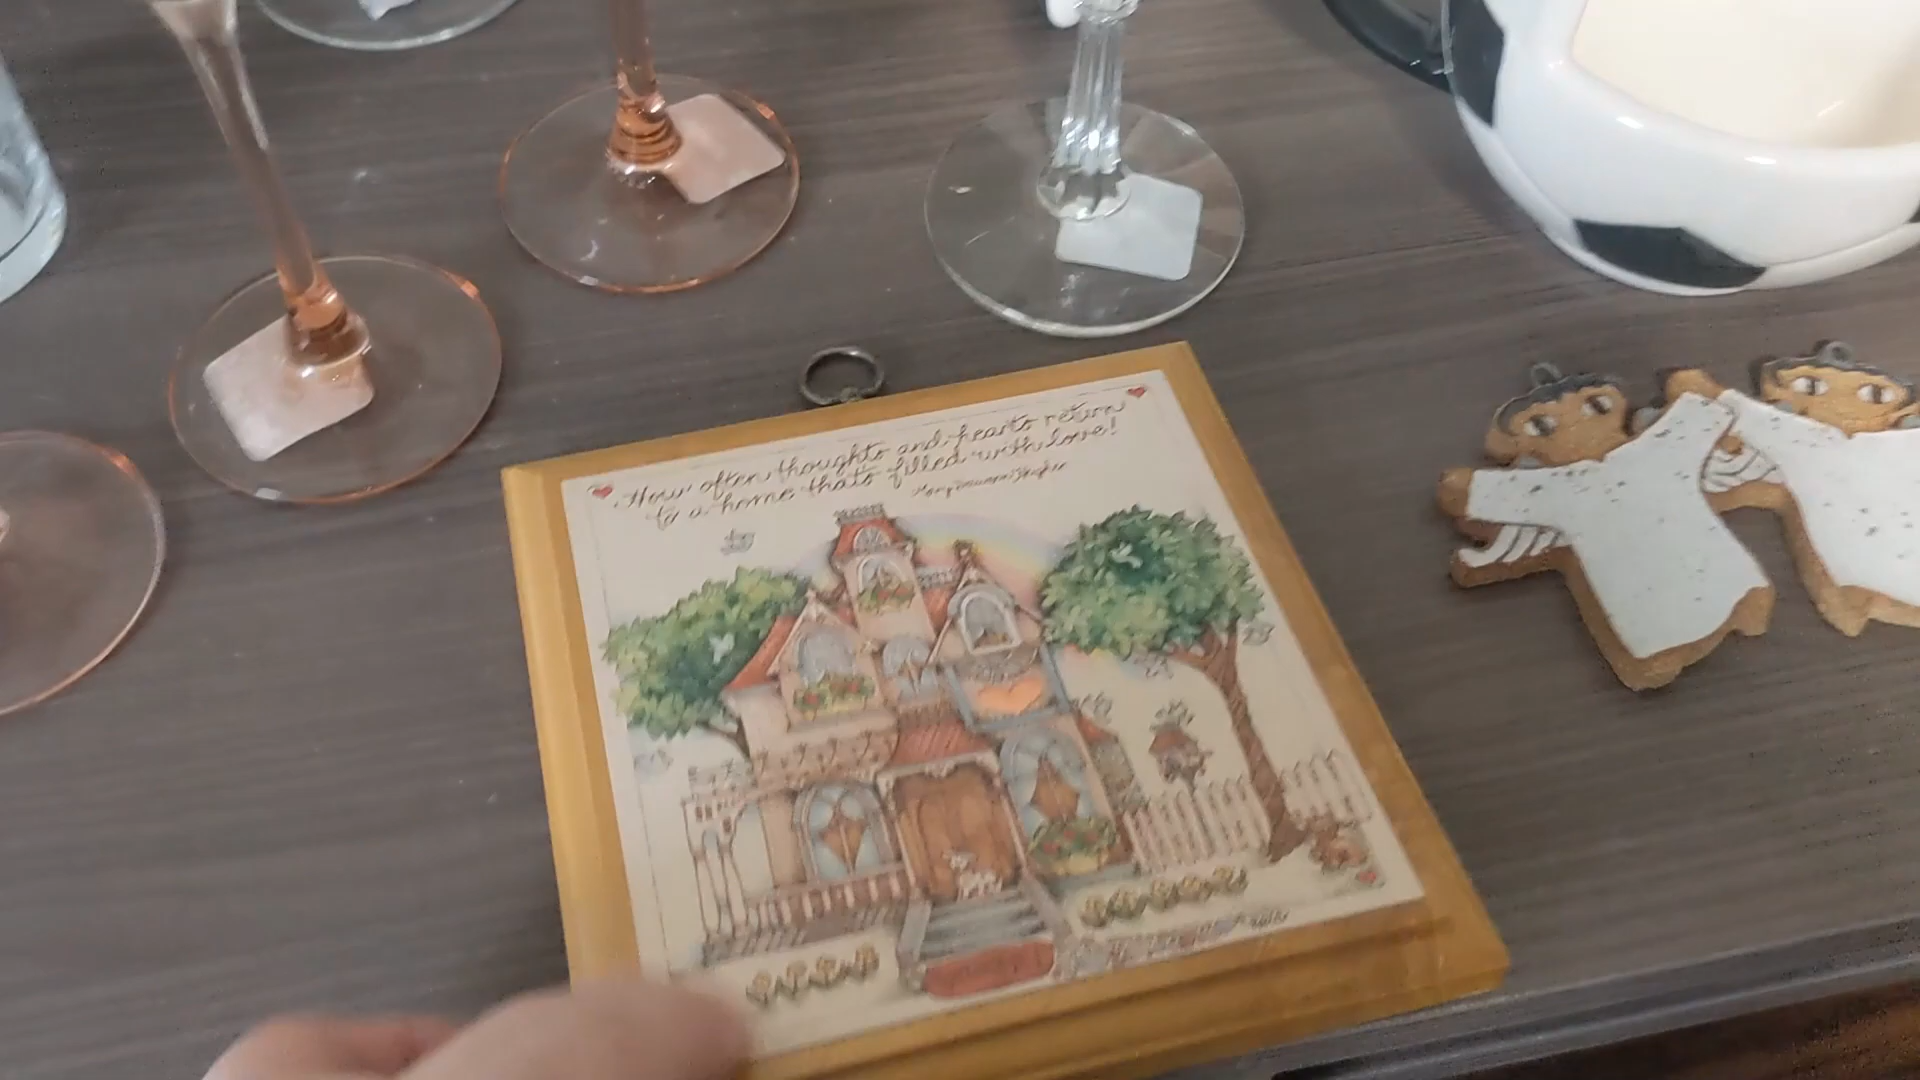 How often thoughts and hearts return
to a home that's filled with love!